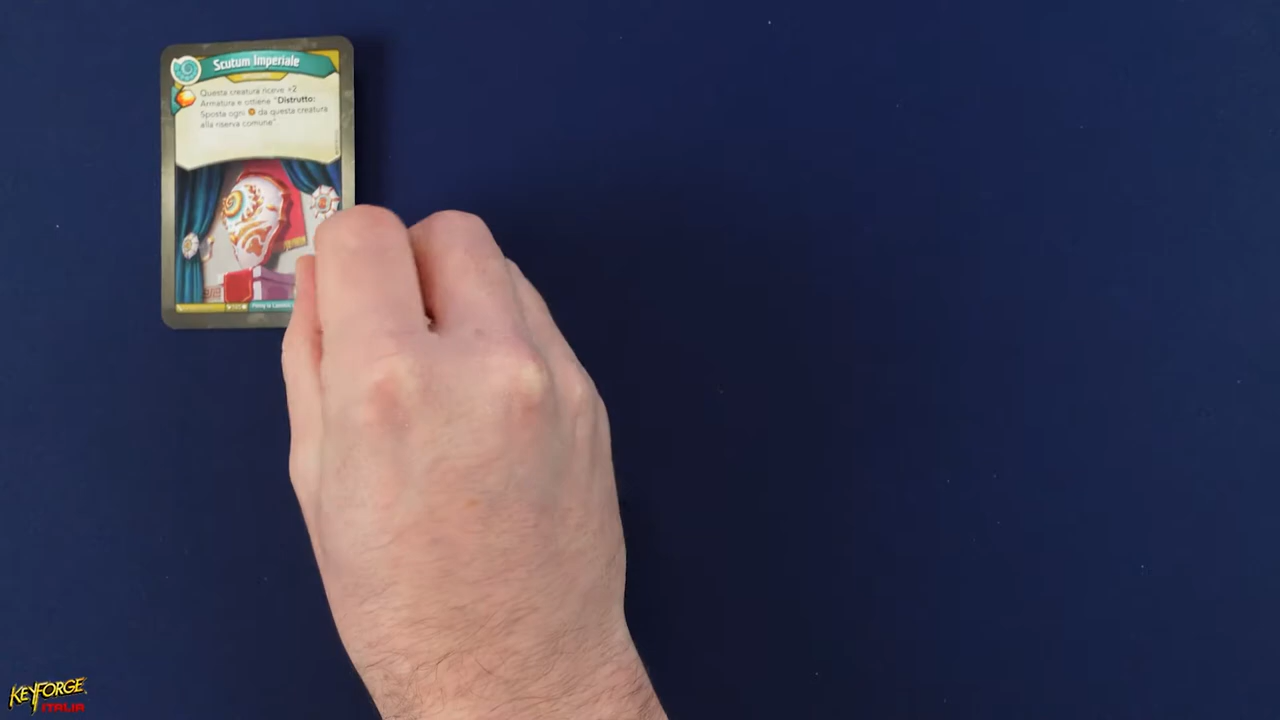 Scutum Imperiale
Questa creatura riceve +2
Armatura e ottiene "Distrutto:
Sposta ogni da questa creatura
alla riserva comune"
KEYFORGE
ITALIA